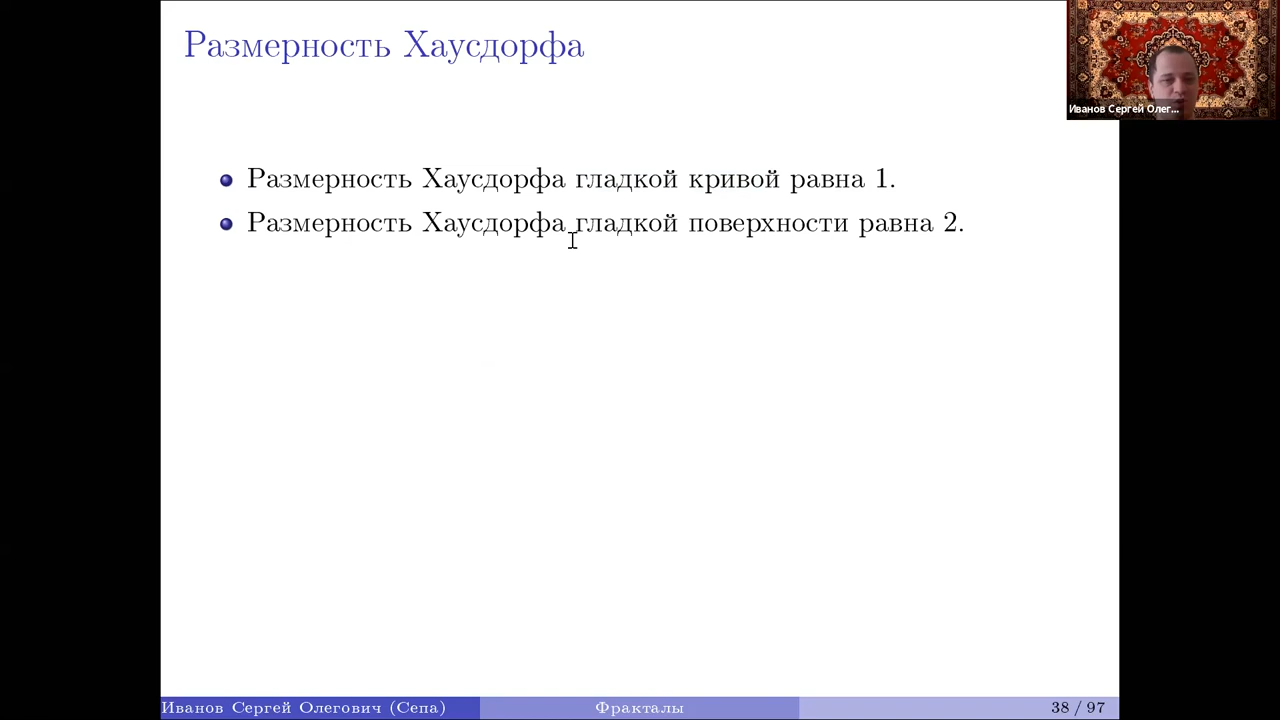 Размерность Хаусдорфа
Иванов Сергей Олег...
Размерность Хаусдорфа гладкой кривой равна 1.
Размерность Хаусдорфа гладкой поверхности равна 2.
Иванов Сергей Олегович (Сепа)
Фракталы
38 / 97